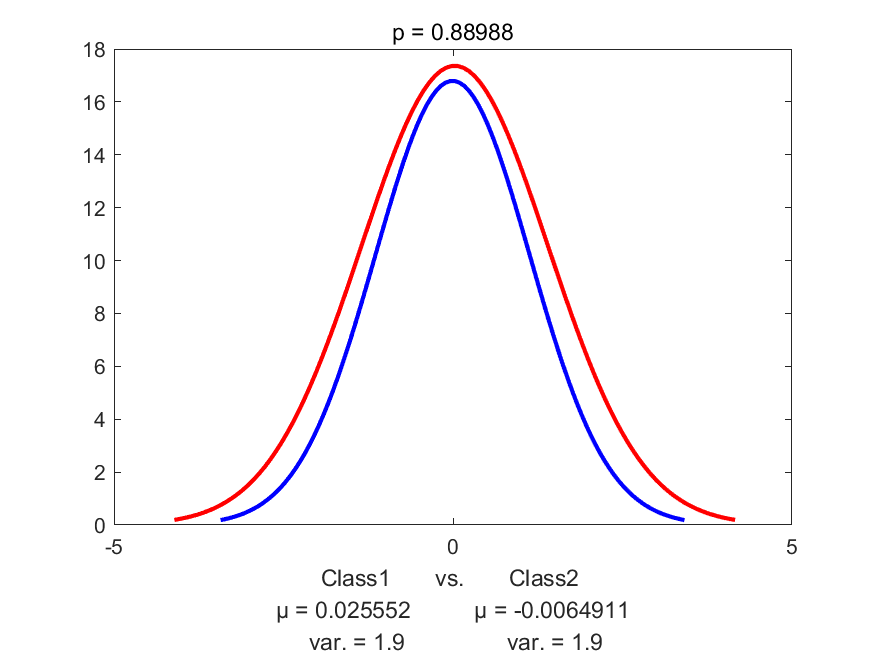 p = 0.88988
18
16
14
12
10
8
6
4
2
0
-5 0 5
Class1 vs. Class2
μ = 0.025552 μ = -0.0064911
var. = 1.9 var. = 1.9